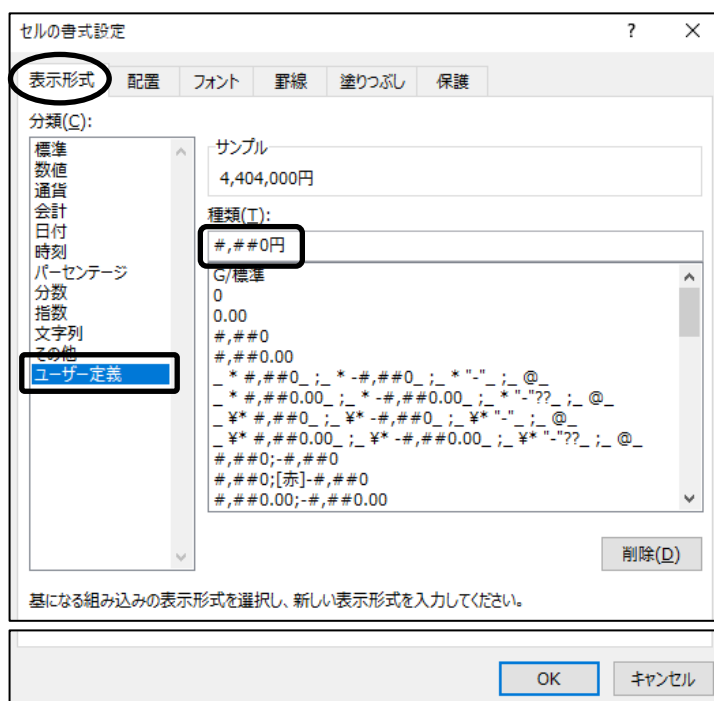 セルの書式設定 ?
表示形式 配置 フォント 罫線 塗りつぶし 保護
分類(C):
標準
数値
通貨
会計
日付
時刻
パーセンテージ
分数
指数
文字列
その他
ユーザー定義
サンプル
4,404,000円
種類(T):
#,##0円
G/標準
0
0.00
#,##0
#,##0.00
_ * #,##0_ ;_ * -#,##0_ ;_ * "-"_ ;_ @_
_ * #,##0.00_ ;_ * -#,##0.00_ ;_ * "-"??_ ;_ @_
_ ¥* #,##0_ ;_ ¥* -#,##0_ ;_ ¥* "-"_ ;_ @_
_ ¥* #,##0.00_ ;_ ¥* -#,##0.00_ ;_ ¥* "-"??_ ;_ @_
#,##0;-#,##0
#,##0;[赤]-#,##0
#,##0.00;-#,##0.00
削除(D)
基になる組み込みの表示形式を選択し、新しい表示形式を入力してください。
OK キャンセル